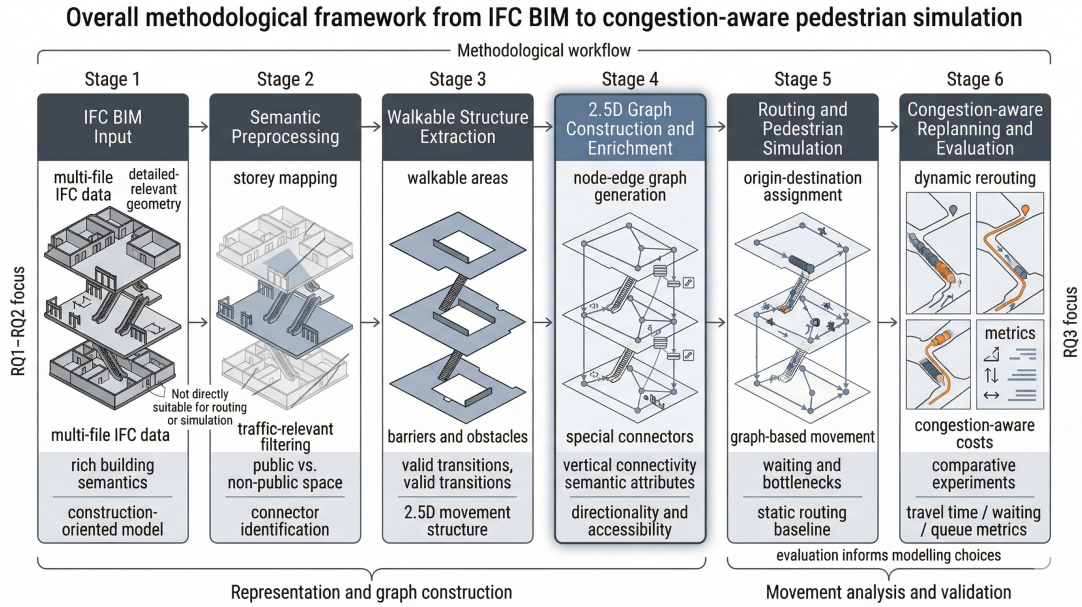 Overall methodological framework from IFC BIM to congestion-aware pedestrian simulation
Methodological workflow
Stage 1
Stage 2
Stage 3
Stage 4
Stage 5
Stage 6
IFC BIM
Input
Semantic
Preprocessing
Walkable Structure
Extraction
2.5D Graph
Construction and
Enrichment
Routing and
Pedestrian
Simulation
Congestion-aware
Replanning and
Evaluation
RQ1–RQ2 focus
multi-file
IFC data
detailed-
relevant
geometry
Not directly
suitable for routing
or simulation
multi-file IFC data
rich building
semantics
construction-
oriented model
storey mapping
traffic-relevant
filtering
public vs.
non-public space
connector
identification
walkable areas
barriers and obstacles
valid transitions,
valid transitions
2.5D movement
structure
node-edge graph
generation
special connectors
vertical connectivity
semantic attributes
directionality and
accessibility
origin-destination
assignment
graph-based movement
waiting and
bottlenecks
static routing
baseline
dynamic rerouting
metrics
congestion-aware
costs
comparative
experiments
travel time / waiting
/ queue metrics
RQ3 focus
evaluation informs modelling choices
Representation and graph construction
Movement analysis and validation